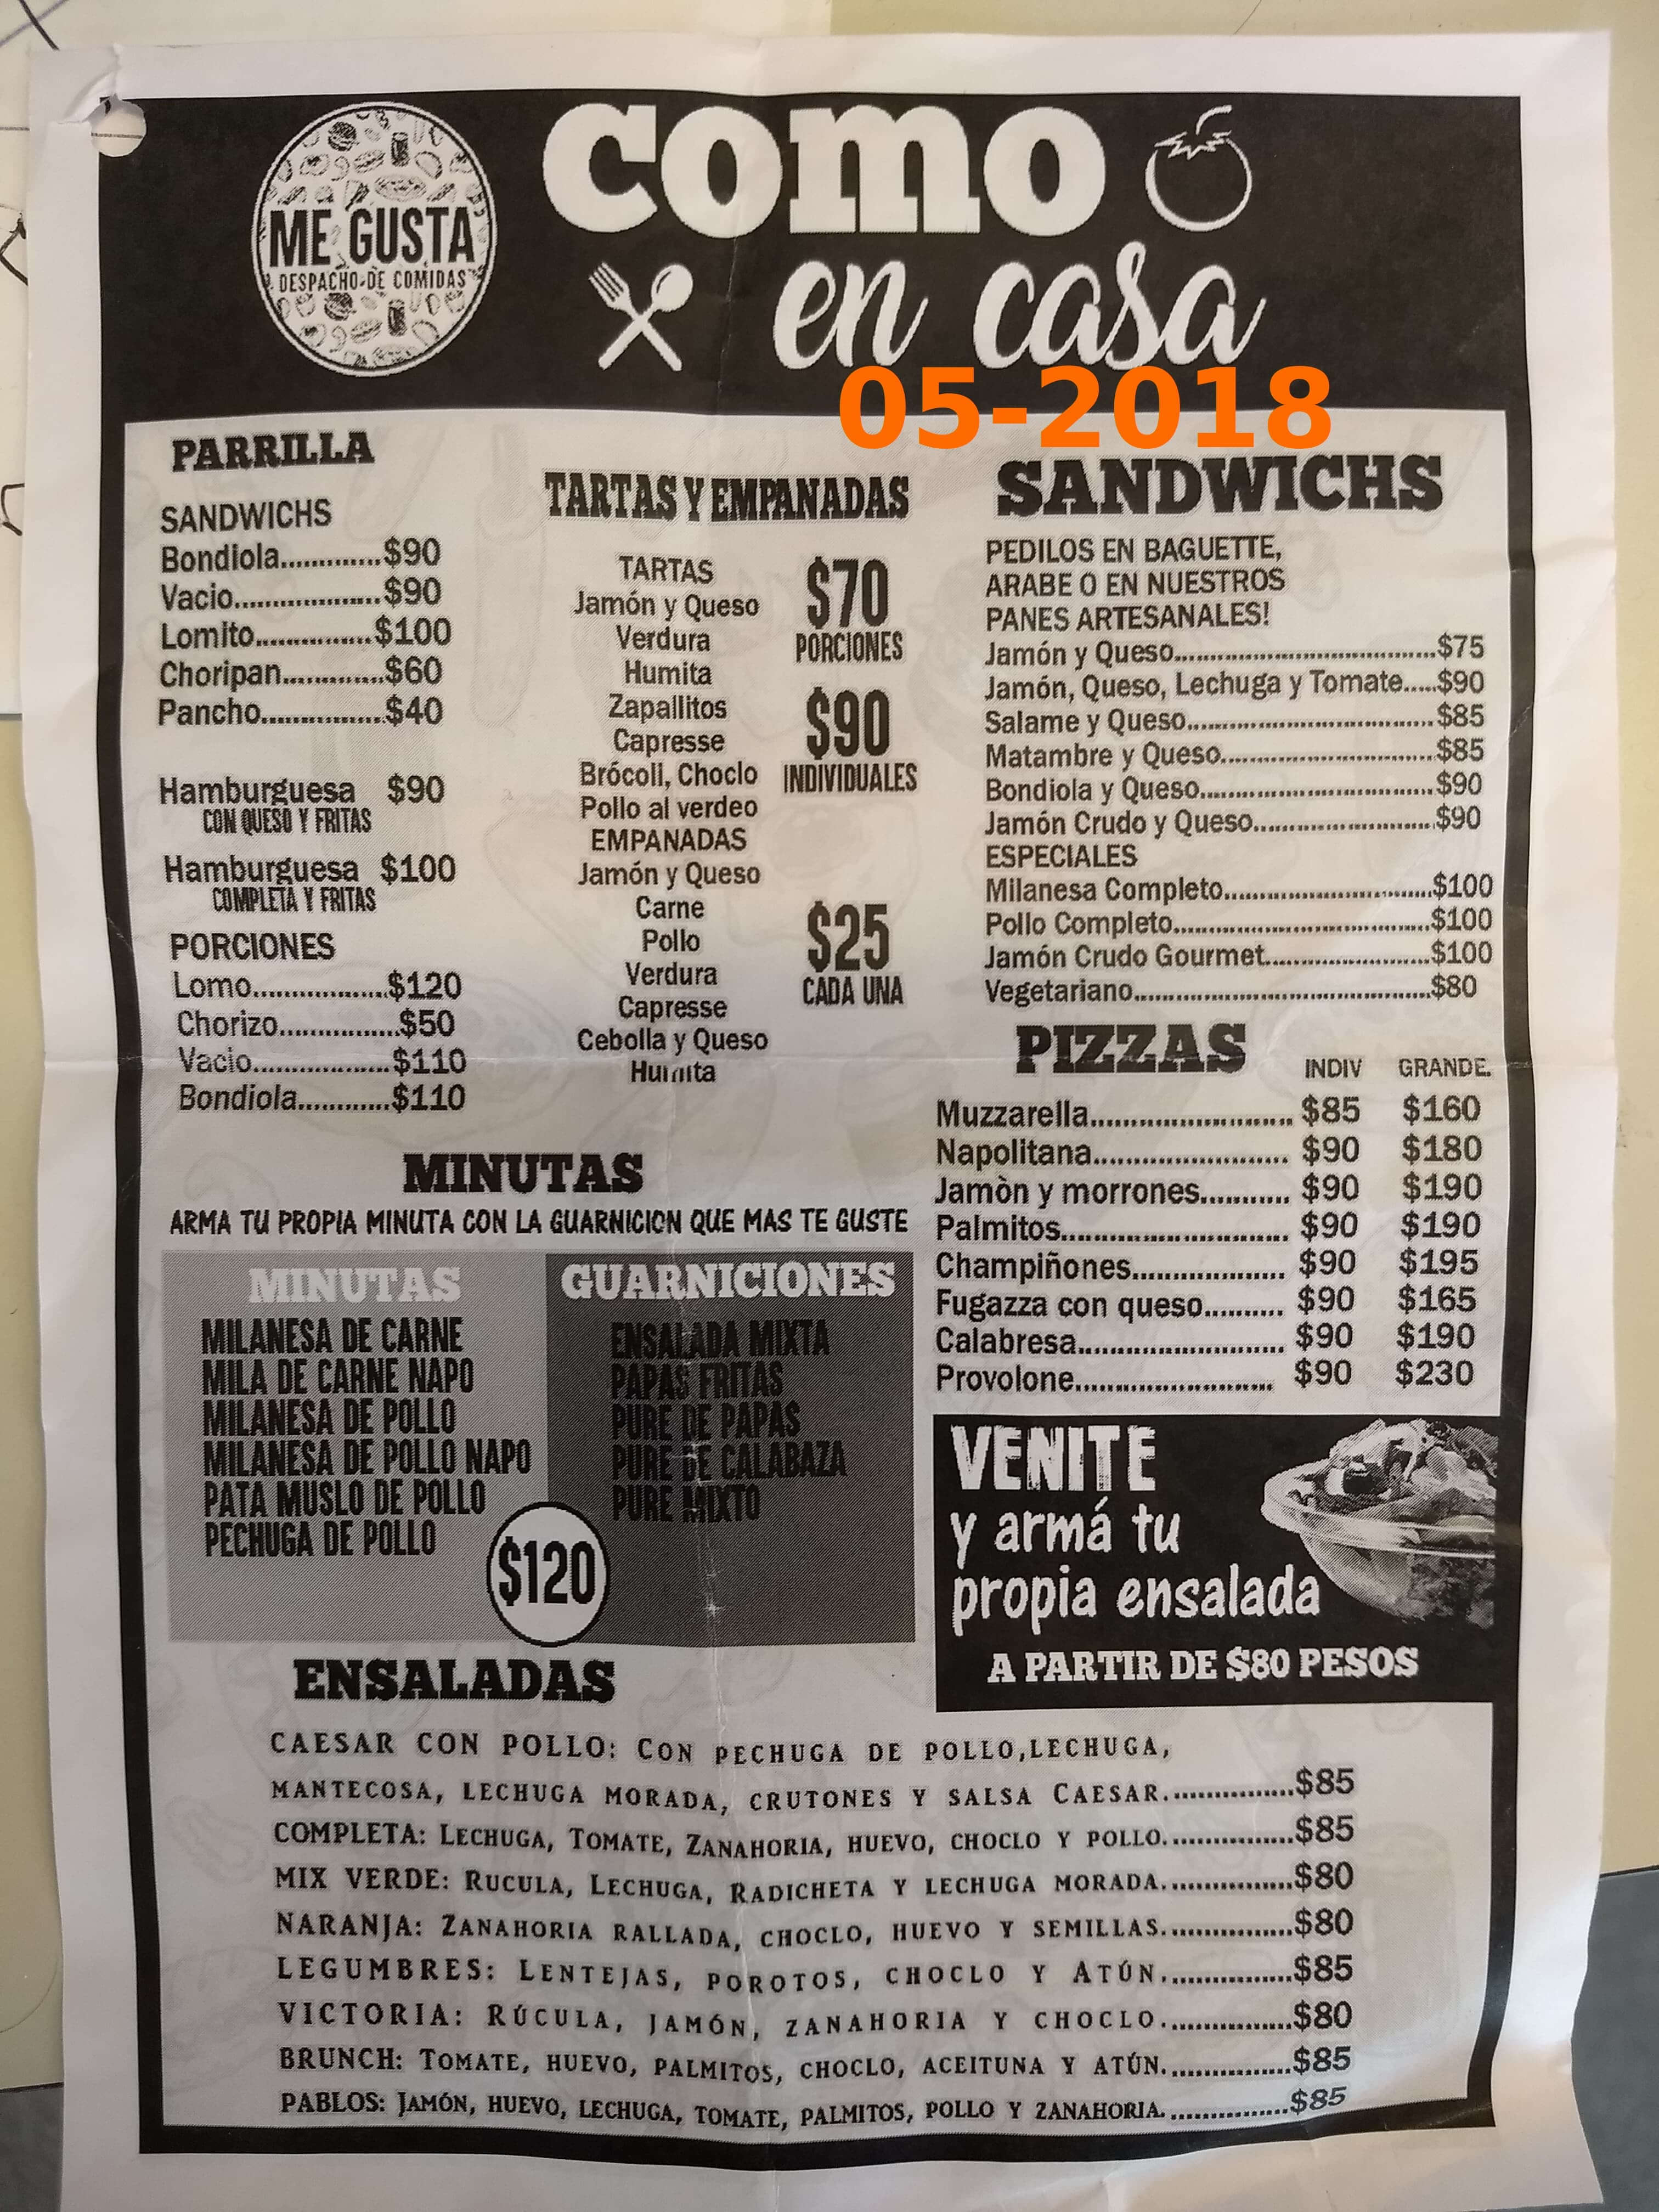 ME GUSTA
DESPACHO DE COMIDAS
como
en casa
05-2018
PARRILLA
SANDWICHS
Bondiola.............$90
Vacio...................$90
Lomito...............$100
Choripan.............$60
Pancho................$40
Hamburguesa $90
CON QUESO Y FRITAS
Hamburguesa $100
COMPLETA Y FRITAS
PORCIONES
Lomo..................$120
Chorizo................$50
Vacio..................$110
Bondiola............$110
TARTAS Y EMPANADAS
TARTAS
Jamón y Queso
Verdura
Humita
Zapallitos
Capresse
Brócoli, Choclo
Pollo al verdeo
$70
PORCIONES
$90
INDIVIDUALES
EMPANADAS
Jamón y Queso
Carne
Pollo
Verdura
Capresse
Cebolla y Queso
Humita
$25
CADA UNA
SANDWICHS
PEDILOS EN BAGUETTE,
ARABE O EN NUESTROS
PANES ARTESANALES!
Jamón y Queso......................................$75
Jamón, Queso, Lechuga y Tomate.....$90
Salame y Queso....................................$85
Matambre y Queso...............................$85
Bondiola y Queso..................................$90
Jamón Crudo y Queso..........................$90
ESPECIALES
Milanesa Completo..............................$100
Pollo Completo.....................................$100
Jamón Crudo Gourmet........................$100
Vegetariano...........................................$80
PIZZAS INDIV GRANDE.
Muzzarella.......................... $85 $160
Napolitana......................... $90 $180
Jamòn y morrones........... $90 $190
Palmitos............................. $90 $190
Champiñones.................... $90 $195
Fugazza con queso.......... $90 $165
Calabresa.......................... $90 $190
Provolone......................... $90 $230
MINUTAS
ARMA TU PROPIA MINUTA CON LA GUARNICION QUE MAS TE GUSTE
MINUTAS
MILANESA DE CARNE
MILA DE CARNE NAPO
MILANESA DE POLLO
MILANESA DE POLLO NAPO
PATA MUSLO DE POLLO
PECHUGA DE POLLO
GUARNICIONES
ENSALADA MIXTA
PAPAS FRITAS
PURE DE PAPAS
PURE DE CALABAZA
PURE MIXTO
$120
VENITE
y armá tu
propia ensalada
A PARTIR DE $80 PESOS
ENSALADAS
CAESAR CON POLLO: CON PECHUGA DE POLLO,LECHUGA,
MANTECOSA, LECHUGA MORADA, CRUTONES Y SALSA CAESAR................$85
COMPLETA: LECHUGA, TOMATE, ZANAHORIA, HUEVO, CHOCLO Y POLLO................$85
MIX VERDE: RUCULA, LECHUGA, RADICHETA Y LECHUGA MORADA................$80
NARANJA: ZANAHORIA RALLADA, CHOCLO, HUEVO Y SEMILLAS................$80
LEGUMBRES: LENTEJAS, POROTOS, CHOCLO Y ATÚN................$85
VICTORIA: RÚCULA, JAMÓN, ZANAHORIA Y CHOCLO................$80
BRUNCH: TOMATE, HUEVO, PALMITOS, CHOCLO, ACEITUNA Y ATÚN................$85
PABLOS: JAMÓN, HUEVO, LECHUGA, TOMATE, PALMITOS, POLLO Y ZANAHORIA................$85